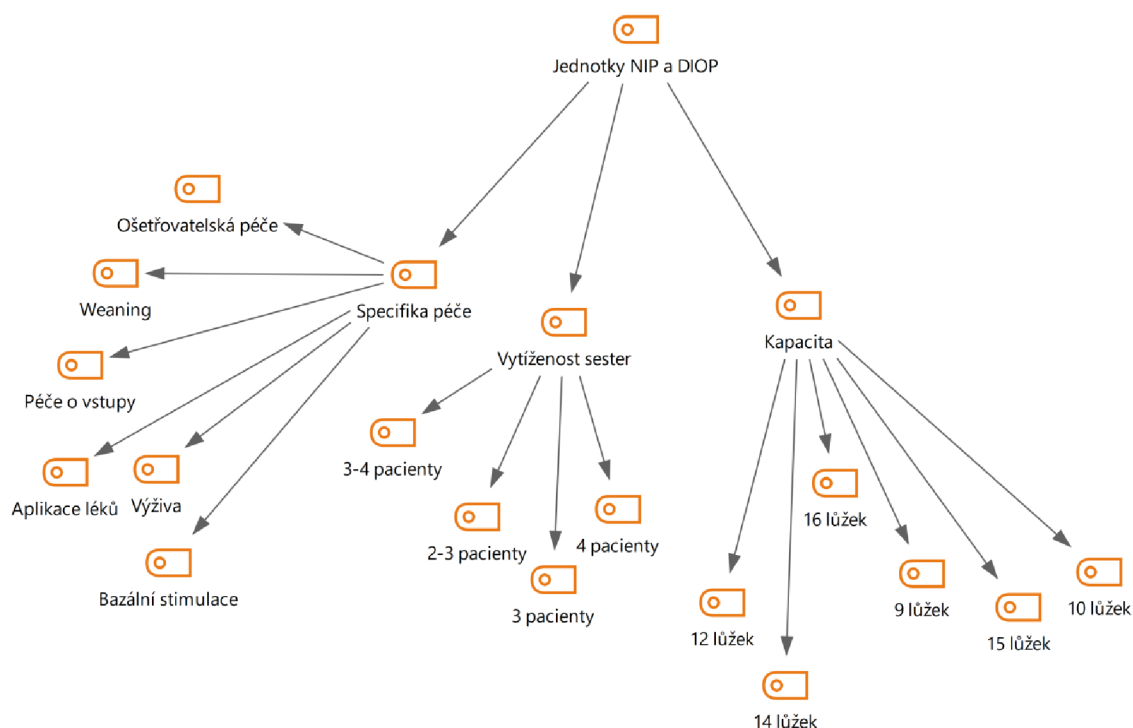 Jednotky NIP a DIOP
Ošetřovatelská péče
Weaning
Specifika péče
Péče o vstupy
Vytíženost sester
Kapacita
3-4 pacienty
Aplikace léků
Výživa
2-3 pacienty
4 pacienty
16 lůžek
Bazální stimulace
3 pacienty
12 lůžek
9 lůžek
15 lůžek
10 lůžek
14 lůžek